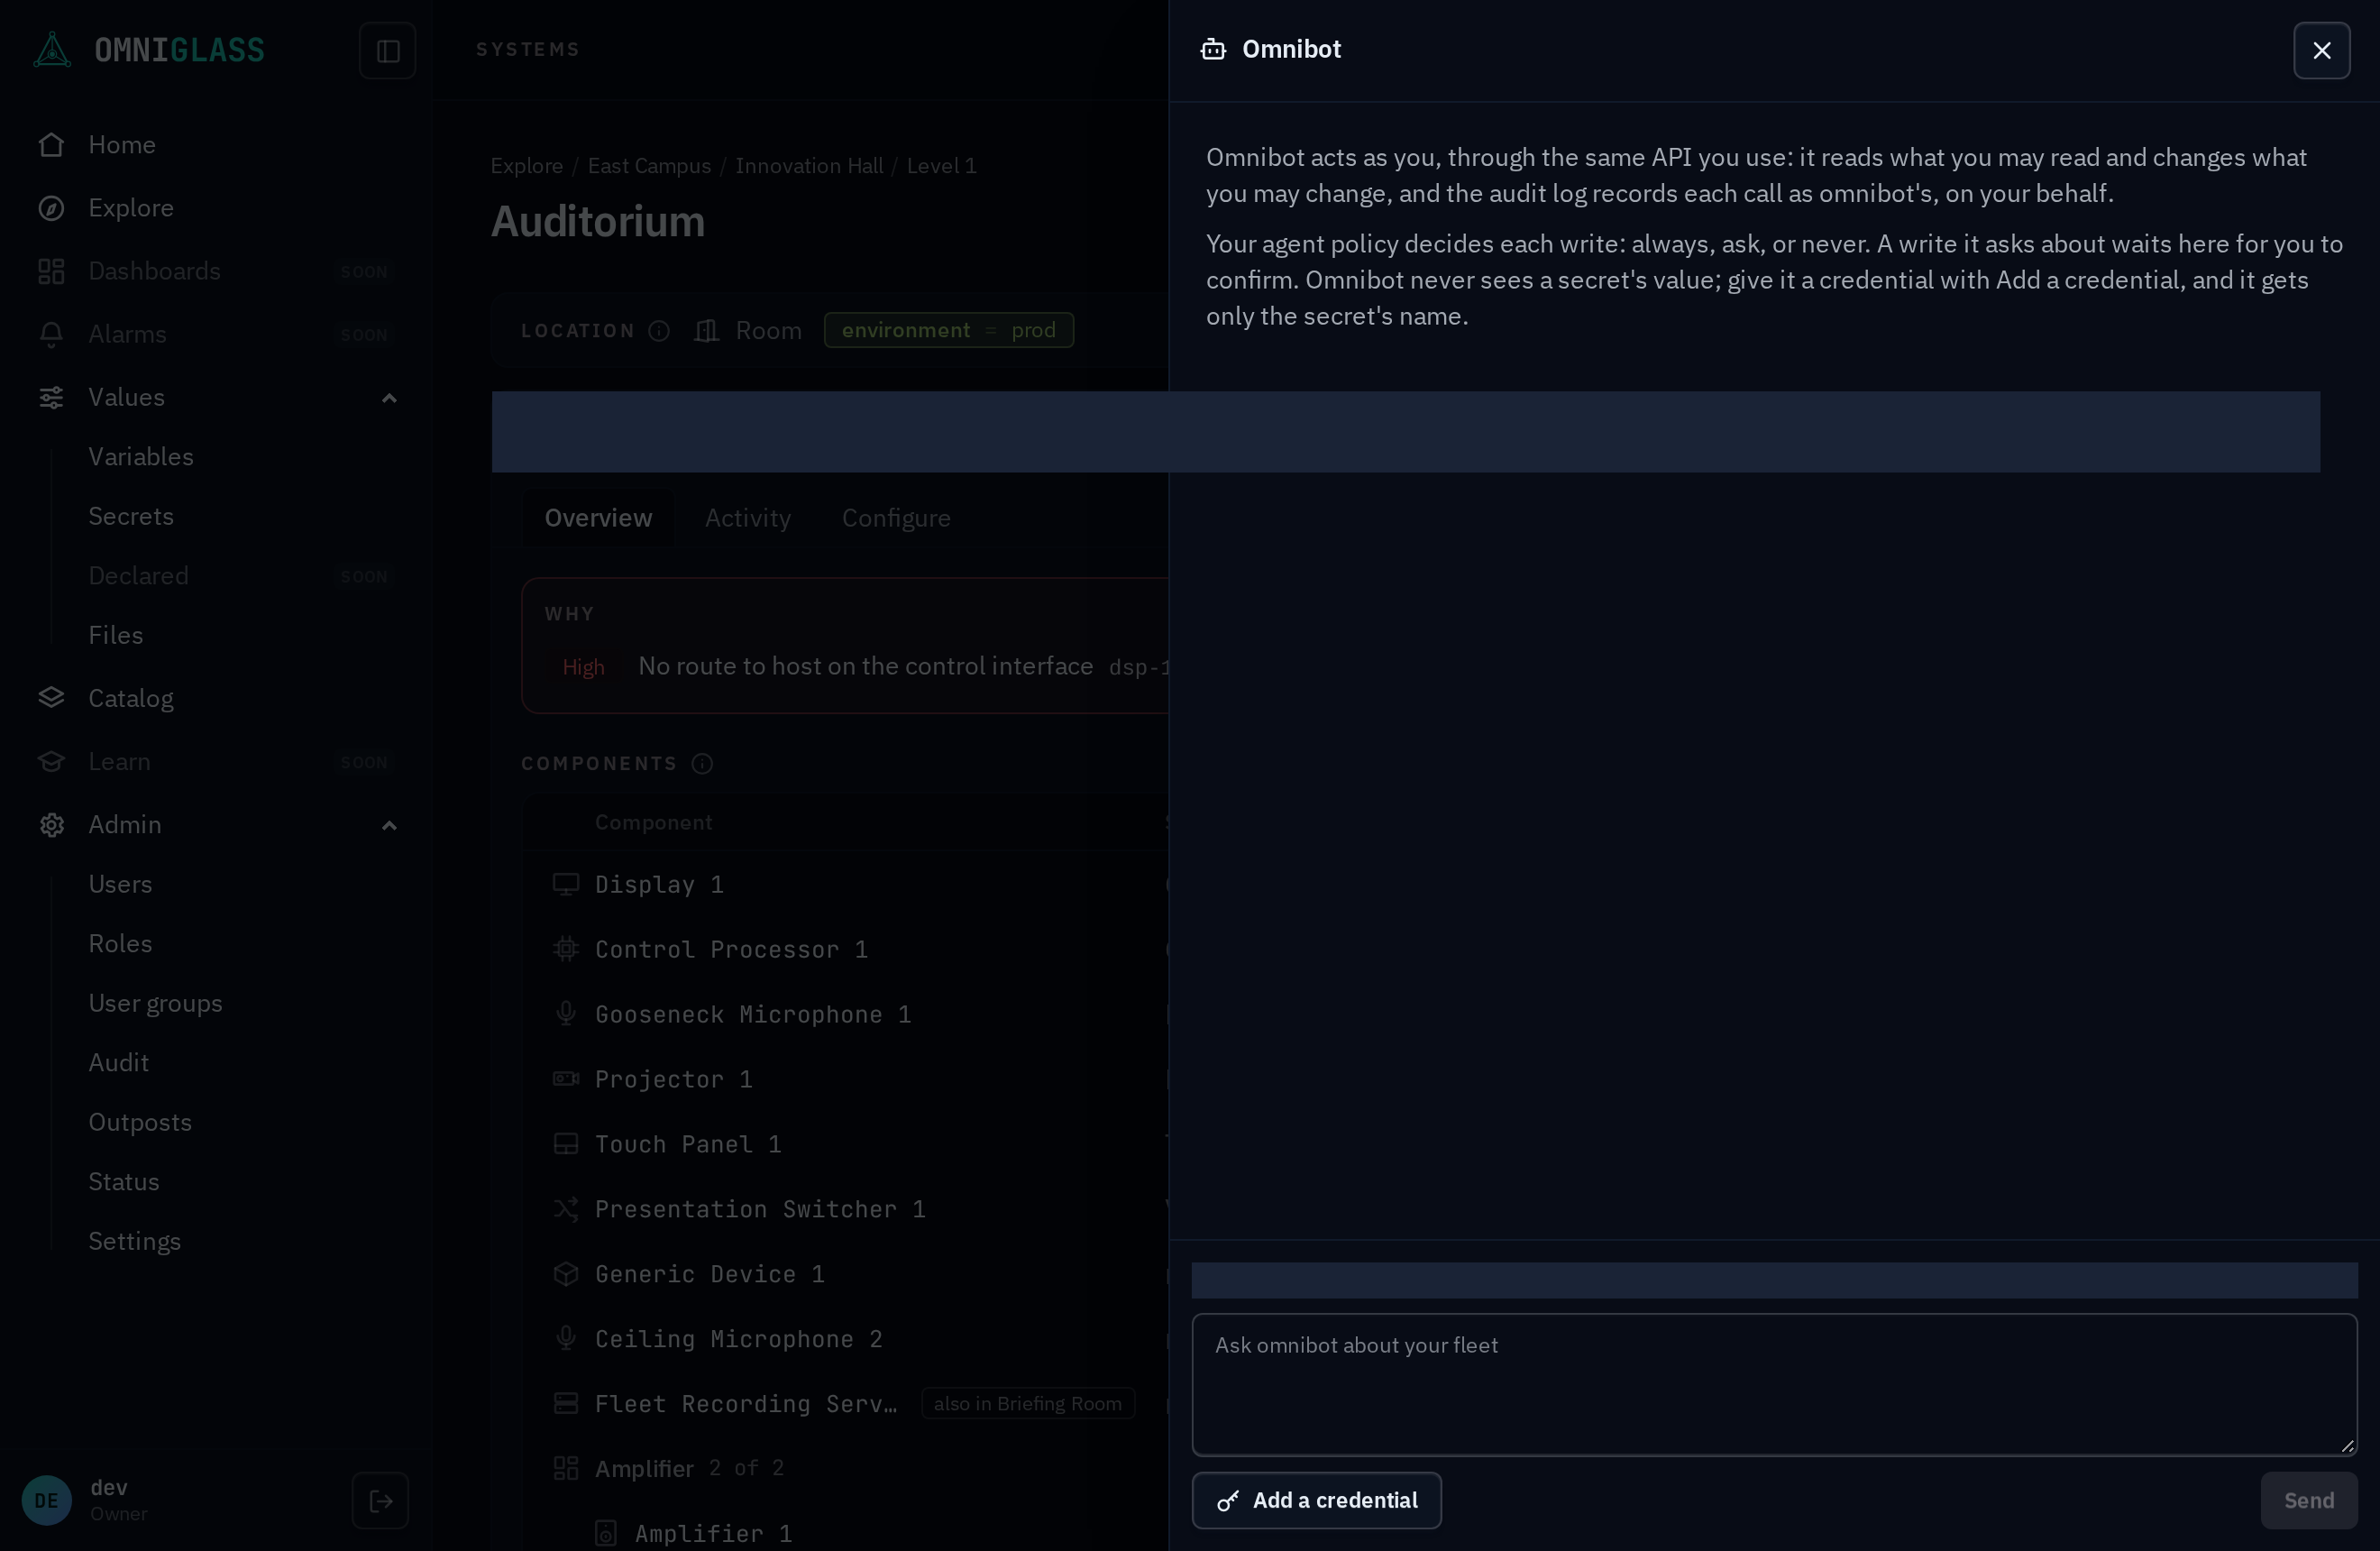 OMNIGLASS
Home
Explore
Dashboards SOON
Alarms SOON
Values
Variables
Secrets
Declared SOON
Files
Catalog
Learn SOON
Admin
Users
Roles
User groups
Audit
Outposts
Status
Settings
DE dev
Owner
SYSTEMS
Explore / East Campus / Innovation Hall / Level 1
Auditorium
LOCATION Room environment = prod
Overview Activity Configure
WHY
High No route to host on the control interface dsp-1
COMPONENTS
Component
Display 1
Control Processor 1
Gooseneck Microphone 1
Projector 1
Touch Panel 1
Presentation Switcher 1
Generic Device 1
Ceiling Microphone 2
Fleet Recording Serv… also in Briefing Room
Amplifier 2 of 2
Amplifier 1
Omnibot
Omnibot acts as you, through the same API you use: it reads what you may read and changes what
you may change, and the audit log records each call as omnibot's, on your behalf.
Your agent policy decides each write: always, ask, or never. A write it asks about waits here for you to
confirm. Omnibot never sees a secret's value; give it a credential with Add a credential, and it gets
only the secret's name.
Ask omnibot about your fleet
Add a credential
Send